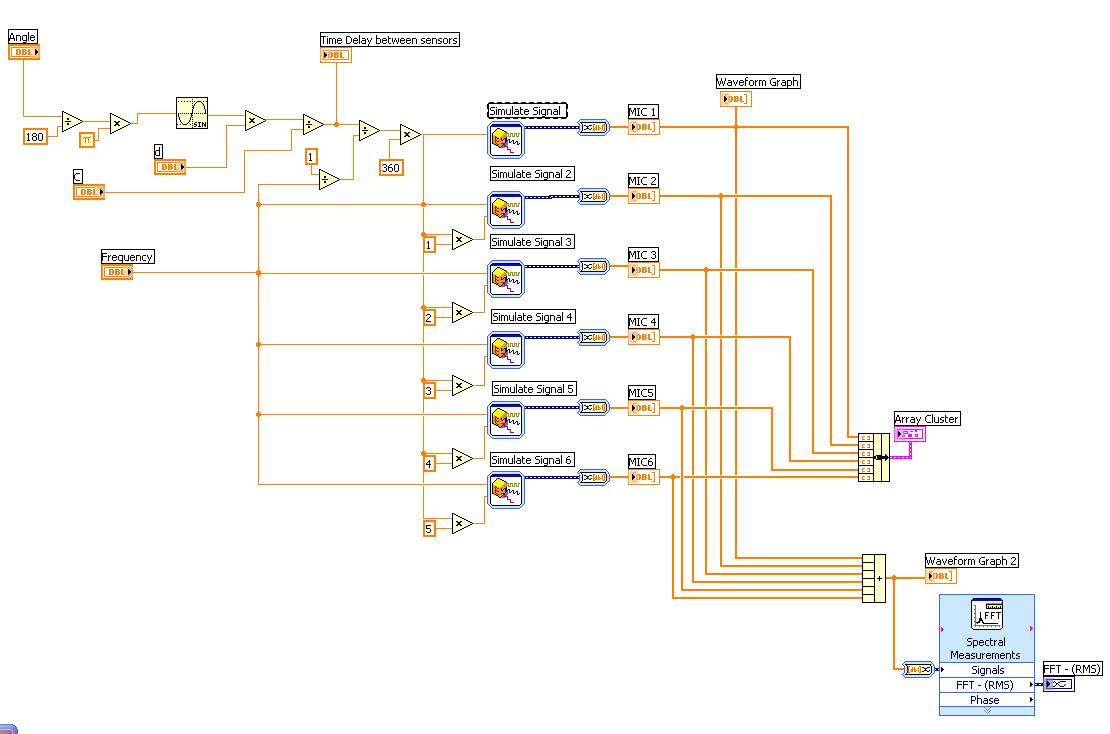 Angle
DBL
Time Delay between sensors
DBL
180
π
SIN
d
DBL
C
DBL
1
360
Frequency
DBL
Simulate Signal
Simulate Signal 2
1
Simulate Signal 3
2
Simulate Signal 4
3
Simulate Signal 5
4
Simulate Signal 6
5
MIC 1
DBL]
MIC 2
DBL]
MIC 3
DBL]
MIC 4
DBL]
MIC5
DBL]
MIC6
DBL]
Waveform Graph
DBL]
Array Cluster
Waveform Graph 2
DBL]
FFT
Spectral
Measurements
Signals
FFT - (RMS)
Phase
FFT - (RMS)